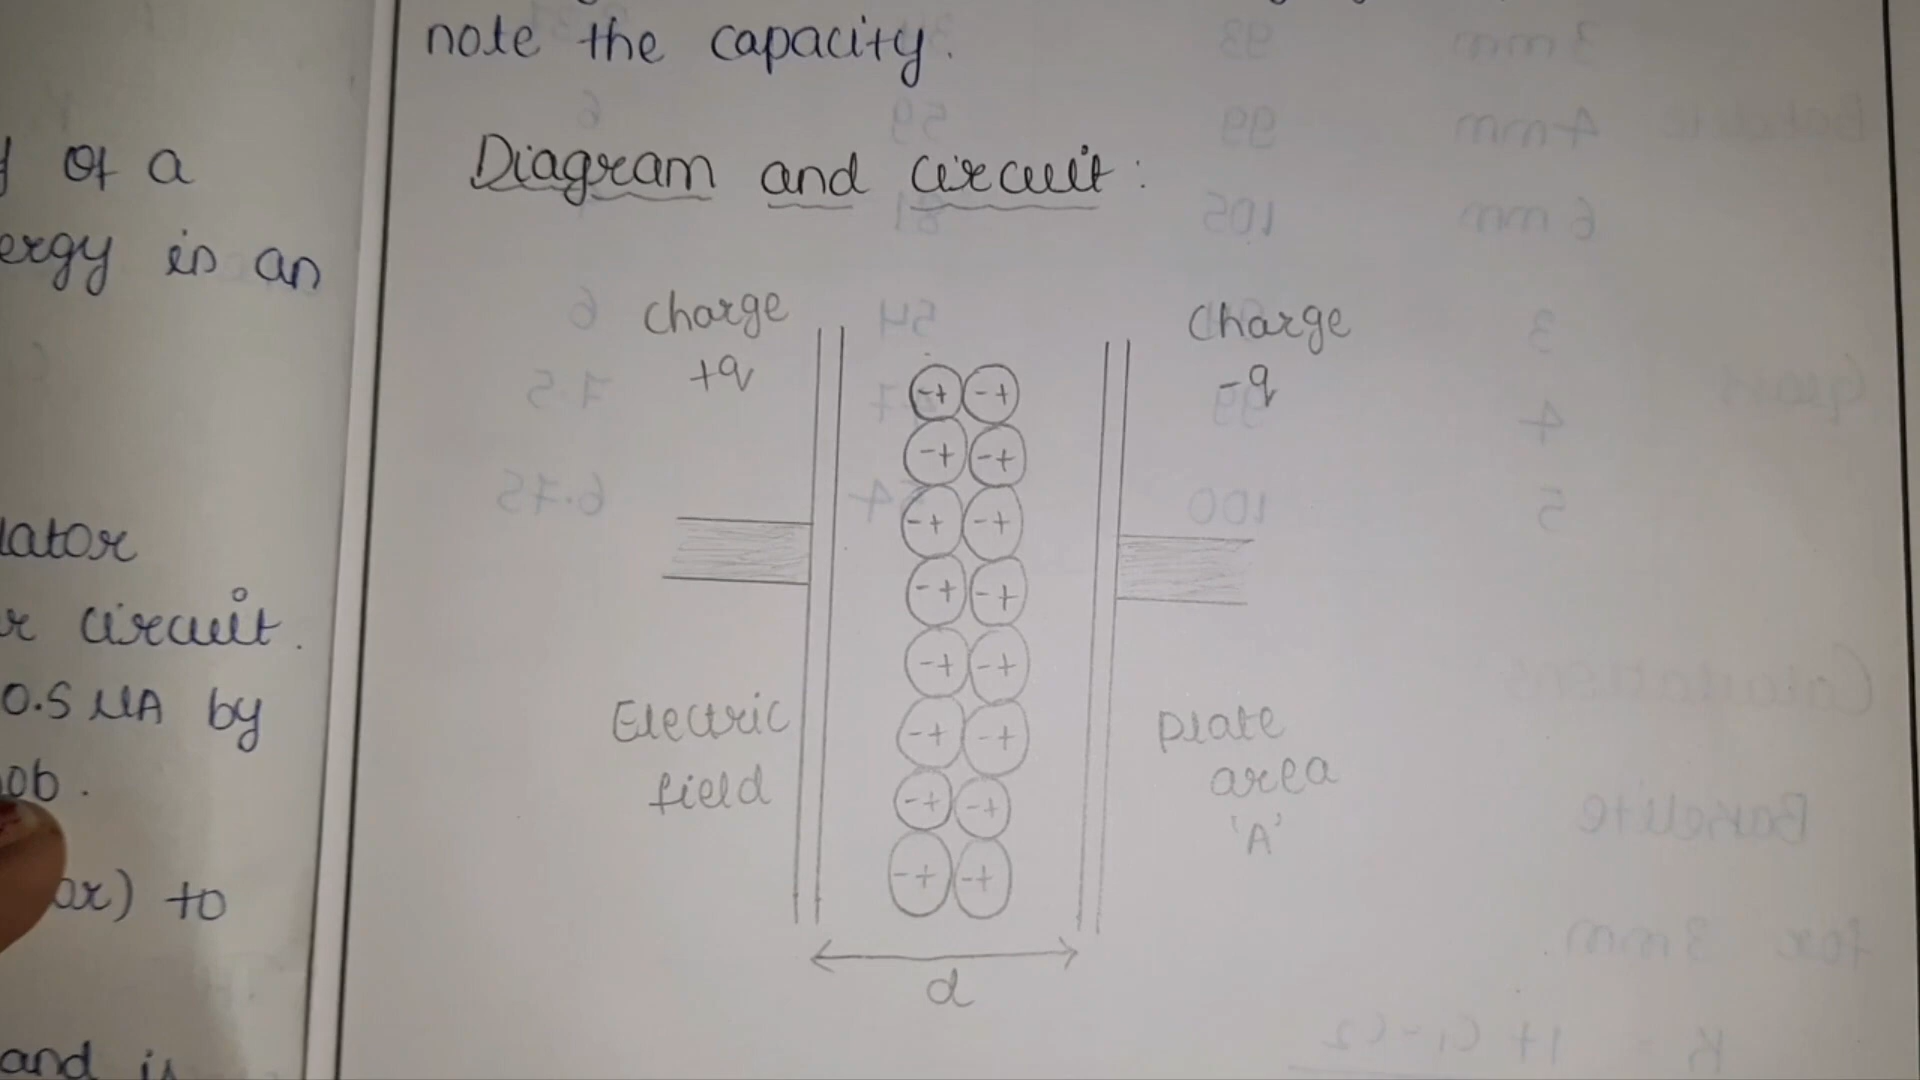 of a
ergy is an
lator
r circuit.
0.5 μA by
ob.
or) to
and is
note the capacity.
Diagram and circuit:
Charge
+q
Charge
-q
-+ -+
-+ -+
-+ -+
-+ -+
-+ -+
-+ -+
-+ -+
-+ -+
Electric
field
plate
area
'A'
d